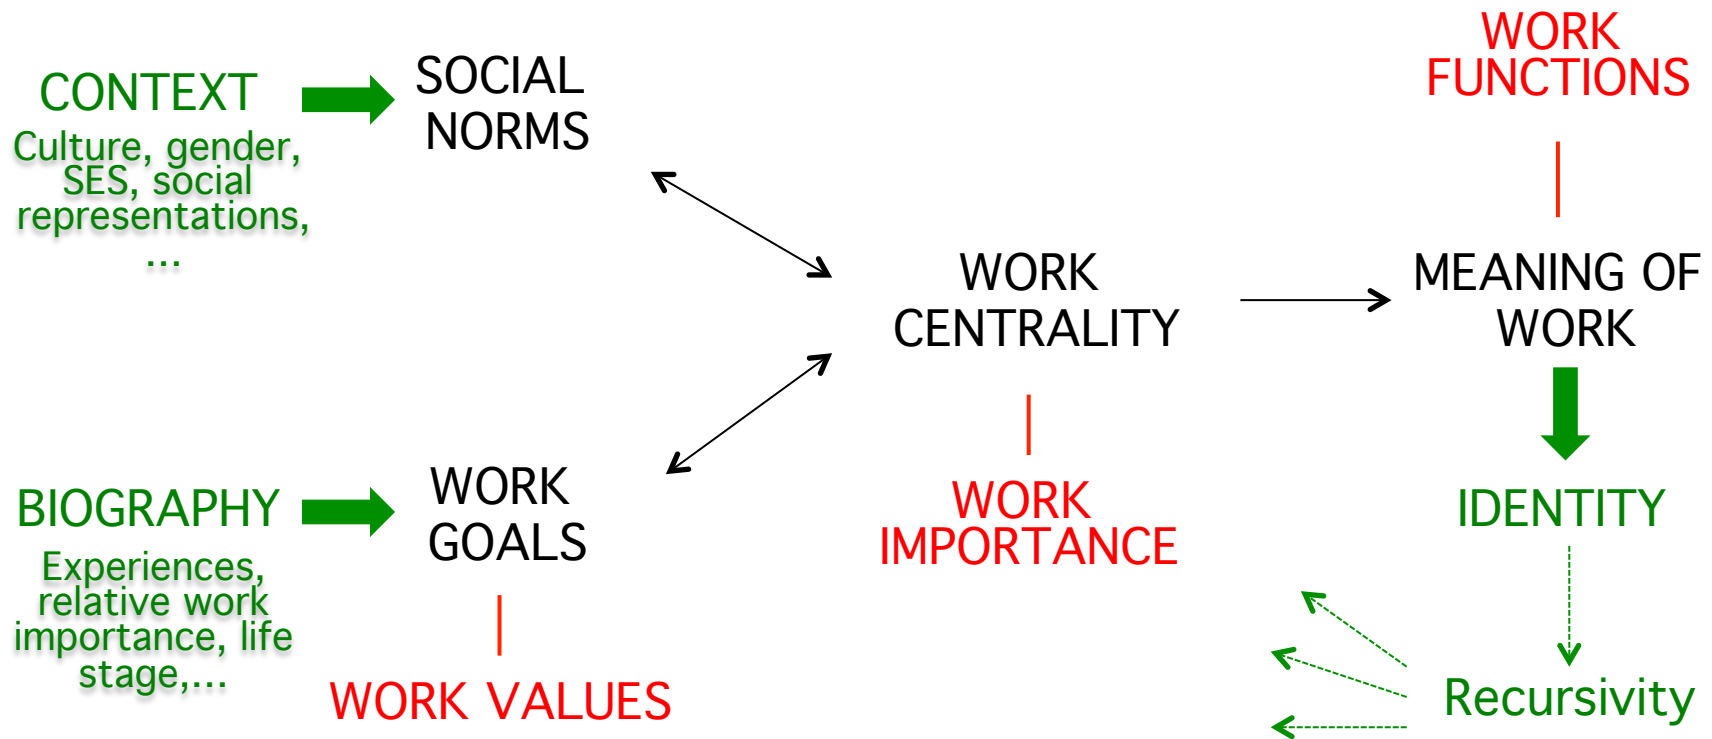 CONTEXT
Culture, gender,
SES, social
representations,
...
SOCIAL
NORMS
BIOGRAPHY
Experiences,
relative work
importance, life
stage,...
WORK
GOALS
WORK VALUES
WORK
CENTRALITY
WORK
IMPORTANCE
WORK
FUNCTIONS
MEANING OF
WORK
IDENTITY
Recursivity